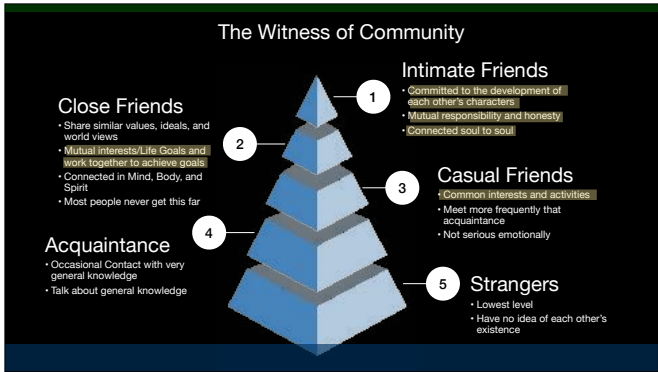 The Witness of Community
1
Intimate Friends
• Committed to the development of
each other's characters
• Mutual responsibility and honesty
• Connected soul to soul
2
Close Friends
• Share similar values, ideals, and
world views
• Mutual interests/Life Goals and
work together to achieve goals
• Connected in Mind, Body, and
Spirit
• Most people never get this far
3
Casual Friends
• Common interests and activities
• Meet more frequently that
acquaintance
• Not serious emotionally
4
Acquaintance
• Occasional Contact with very
general knowledge
• Talk about general knowledge
5
Strangers
• Lowest level
• Have no idea of each other's
existence